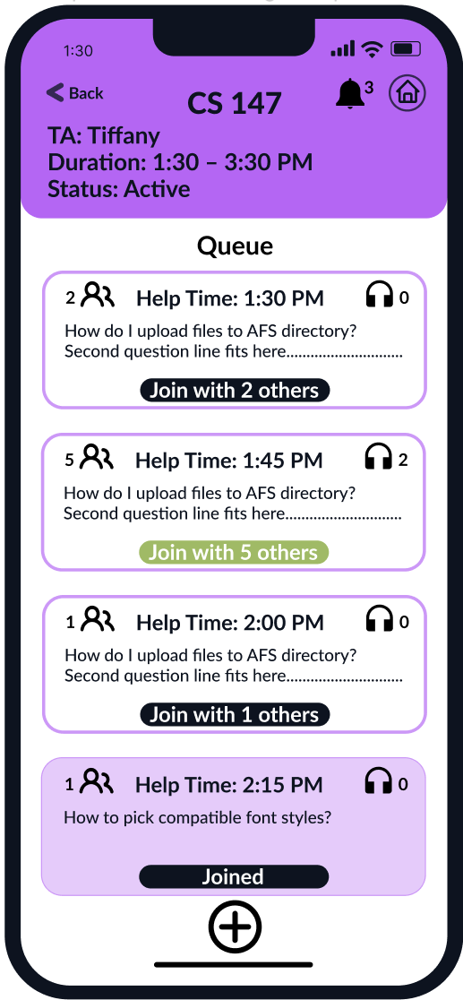 1:30
Back
CS 147
3
TA: Tiffany
Duration: 1:30 – 3:30 PM
Status: Active
Queue
2 Help Time: 1:30 PM 0
How do I upload files to AFS directory?
Second question line fits here............................
Join with 2 others
5 Help Time: 1:45 PM 2
How do I upload files to AFS directory?
Second question line fits here............................
Join with 5 others
1 Help Time: 2:00 PM 0
How do I upload files to AFS directory?
Second question line fits here............................
Join with 1 others
1 Help Time: 2:15 PM 0
How to pick compatible font styles?
Joined